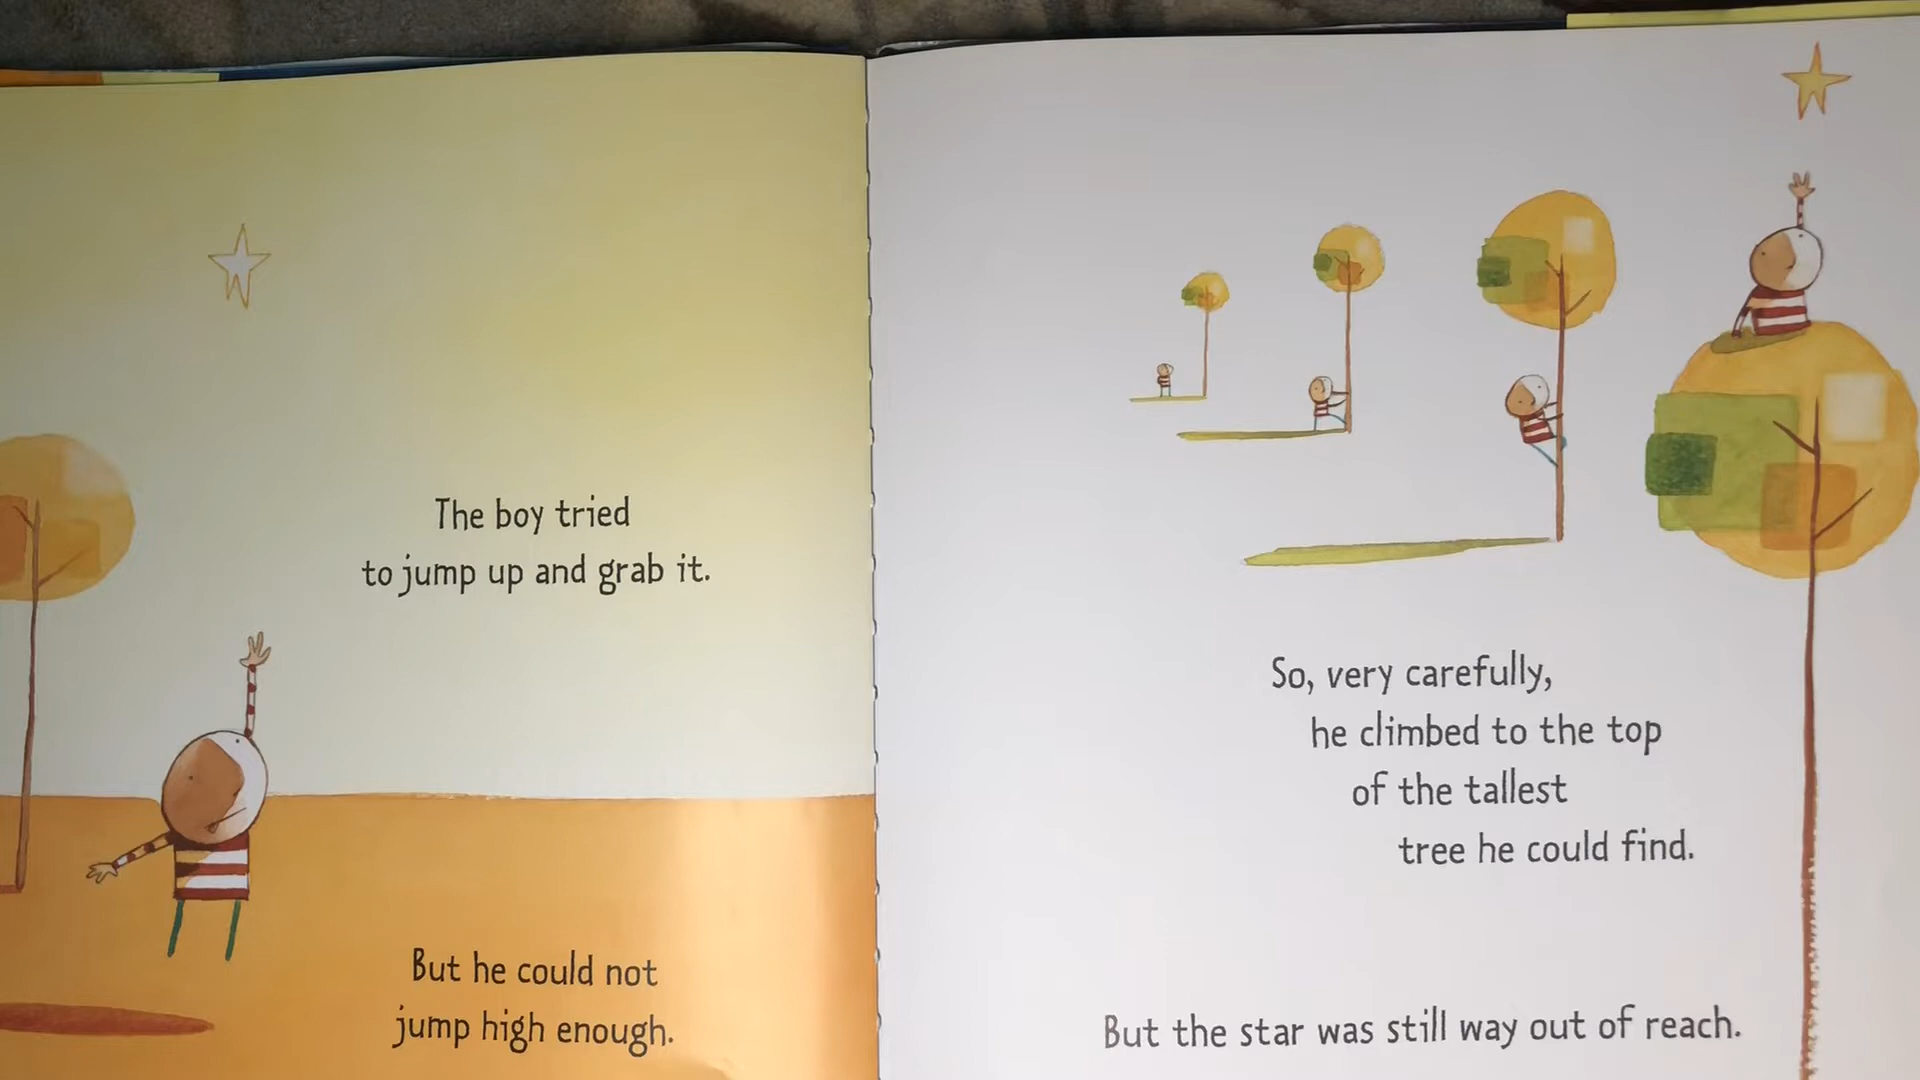 The boy tried
to jump up and grab it.
But he could not
jump high enough.
So, very carefully,
he climbed to the top
of the tallest
tree he could find.
But the star was still way out of reach.